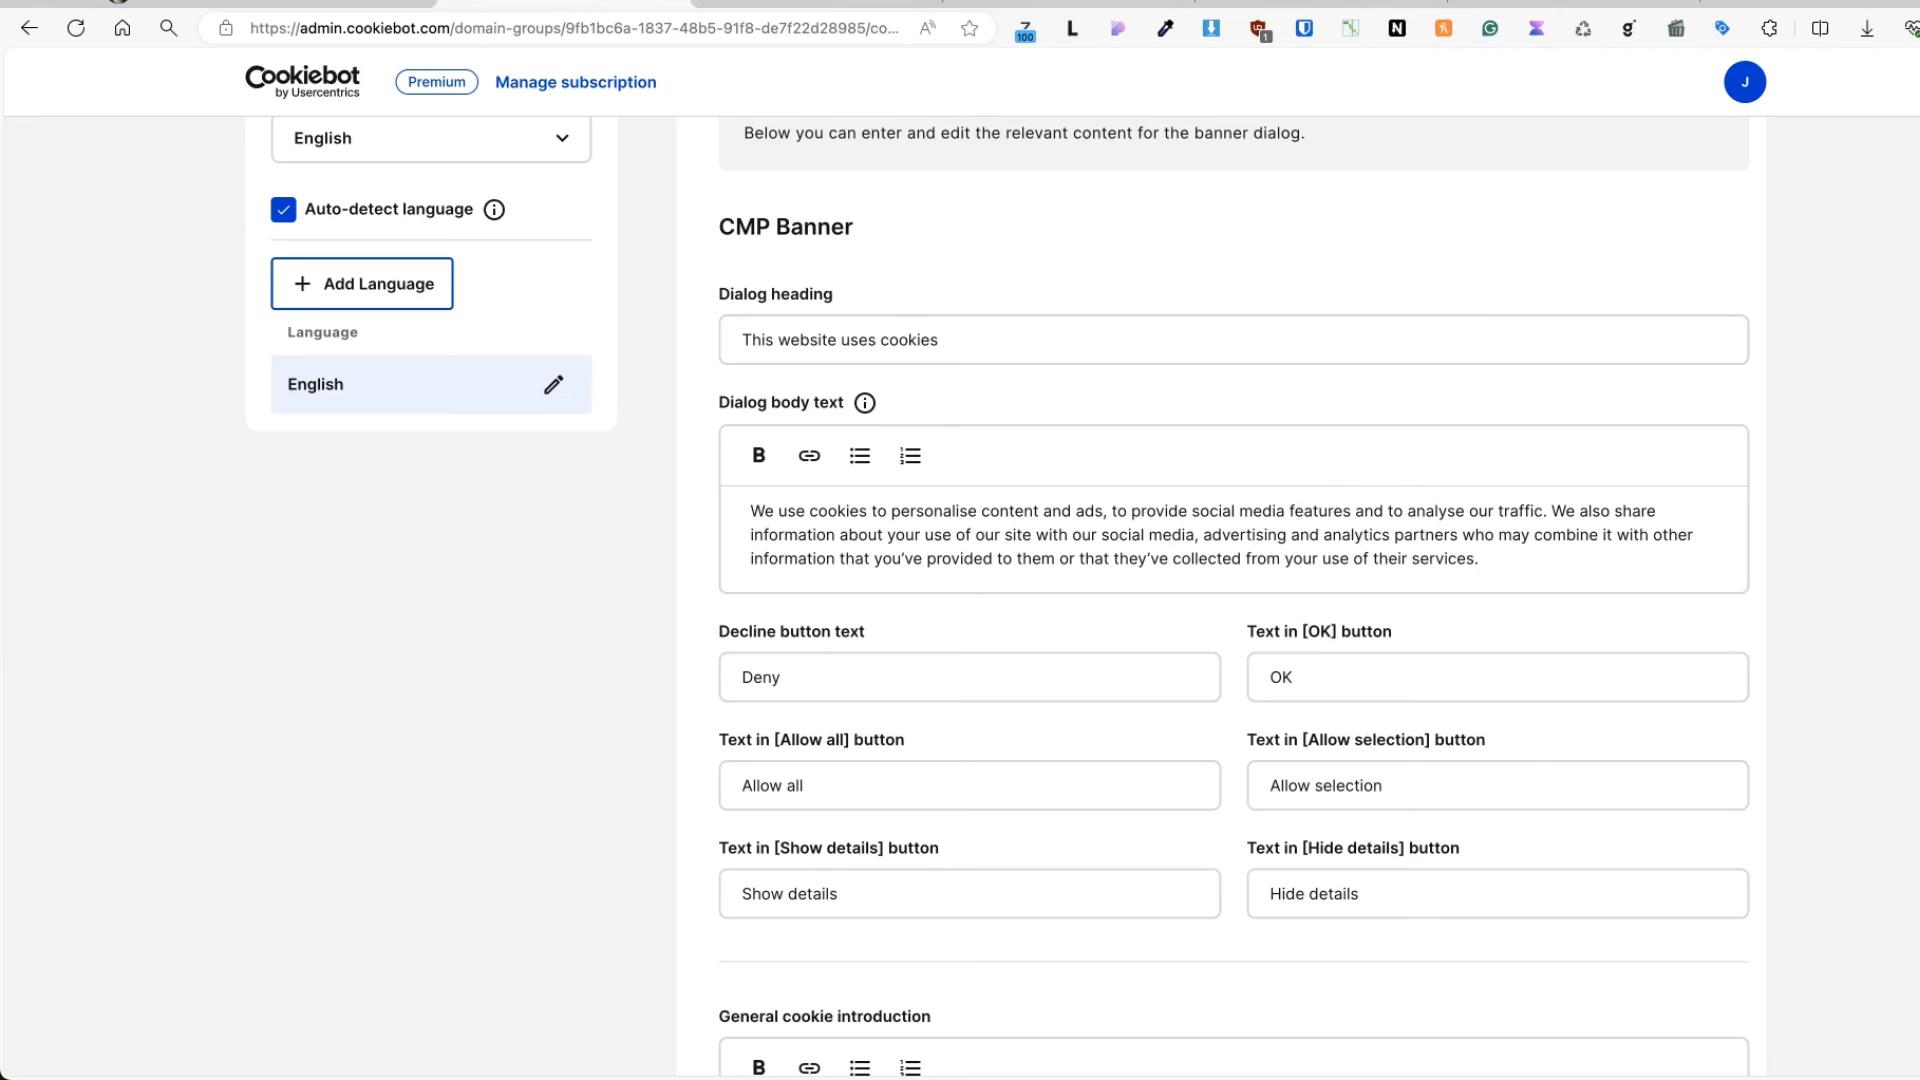 https://admin.cookiebot.com/domain-groups/9fb1bc6a-1837-48b5-91f8-de7f22d28985/co...
100
L
1
Cookiebot
by Usercentrics
Premium
Manage subscription
J
English
Auto-detect language
+ Add Language
Language
English
Below you can enter and edit the relevant content for the banner dialog.
CMP Banner
Dialog heading
This website uses cookies
Dialog body text
B
We use cookies to personalise content and ads, to provide social media features and to analyse our traffic. We also share
information about your use of our site with our social media, advertising and analytics partners who may combine it with other
information that you’ve provided to them or that they’ve collected from your use of their services.
Decline button text
Text in [OK] button
Deny
OK
Text in [Allow all] button
Text in [Allow selection] button
Allow all
Allow selection
Text in [Show details] button
Text in [Hide details] button
Show details
Hide details
General cookie introduction
B